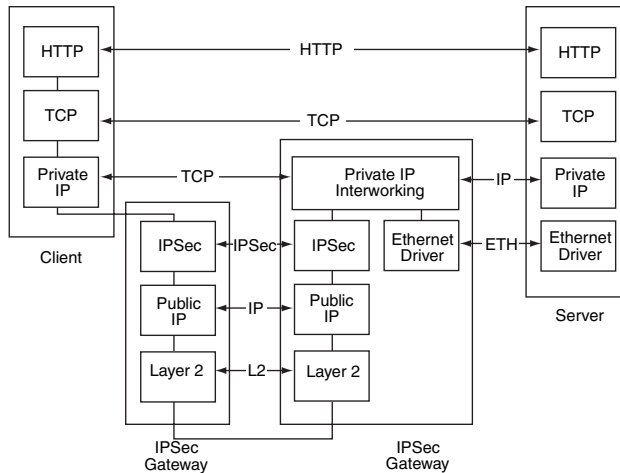 HTTP
HTTP
HTTP
TCP
TCP
TCP
Private
IP
TCP
Private IP
Interworking
IP
Private
IP
Client
IPSec
IPSec
IPSec
Ethernet
Driver
ETH
Ethernet
Driver
Public
IP
IP
Public
IP
Server
Layer 2
L2
Layer 2
IPSec
Gateway
IPSec
Gateway